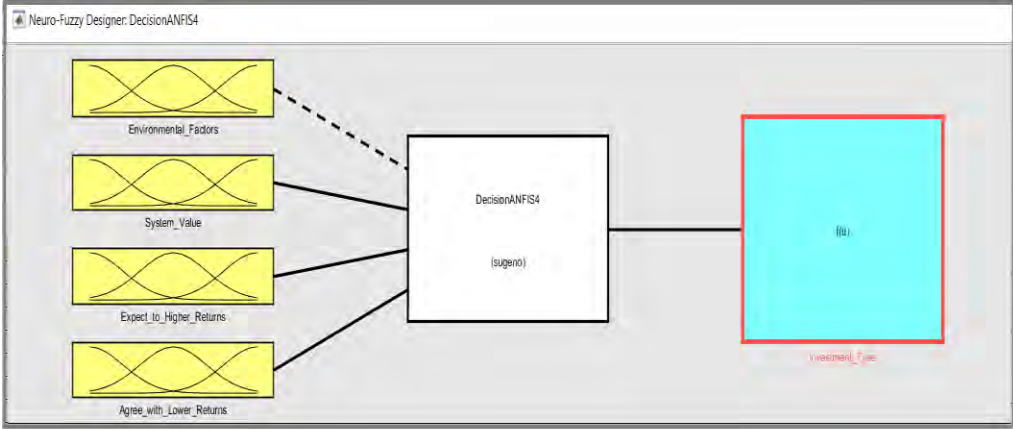 Neuro-Fuzzy Designer: DecisionANFIS4
Environmental_Factors
System_Value
Expect_to_Higher_Returns
Agree_with_Lower_Returns
DecisionANFIS4
(sugeno)
f(u)
Investment_Type